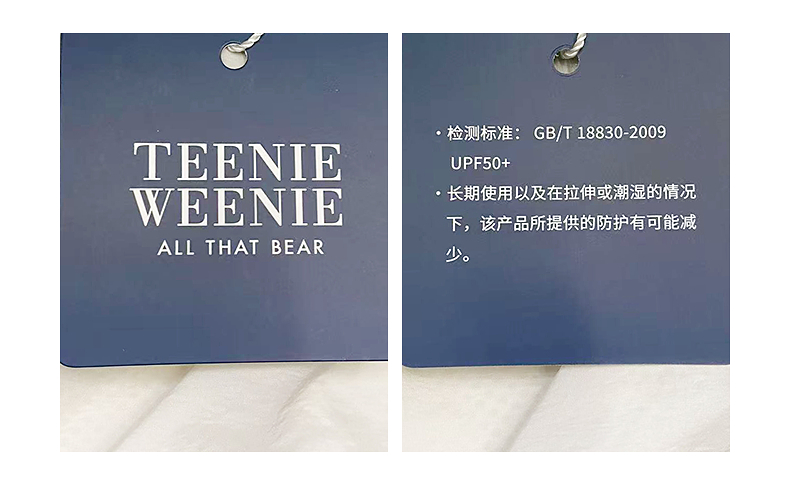 TEENIE
WEENIE
ALL THAT BEAR
·检测标准： GB/T 18830-2009
UPF50+
·长期使用以及在拉伸或潮湿的情况
下，该产品所提供的防护有可能减
少。